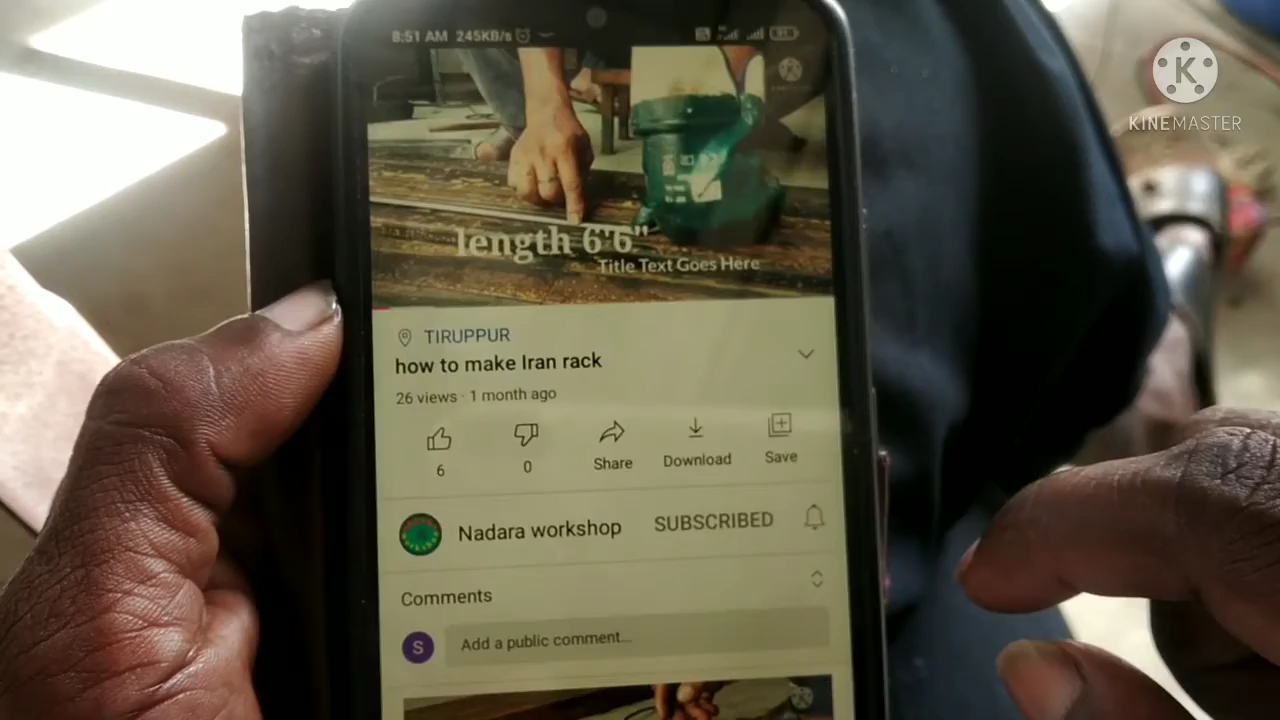 8:51 AM 245KB/s
K
KINEMASTER
length 6'6"
Title Text Goes Here
TIRUPPUR
how to make Iran rack
26 views · 1 month ago
6
0
Share
Download
Save
Nadara workshop
SUBSCRIBED
Comments
S
Add a public comment...